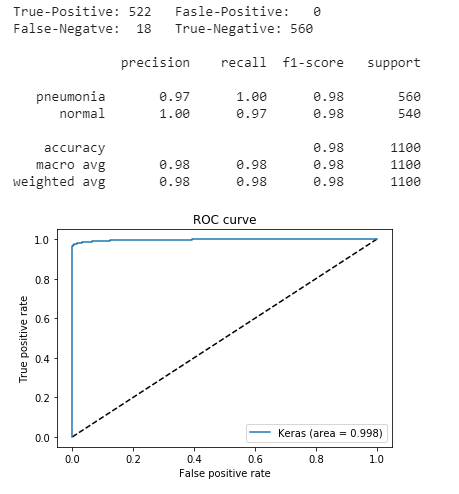 True-Positive: 522 Fasle-Positive: 0
False-Negatve: 18 True-Negative: 560
precision recall f1-score support
pneumonia 0.97 1.00 0.98 560
normal 1.00 0.97 0.98 540
accuracy 0.98 1100
macro avg 0.98 0.98 0.98 1100
weighted avg 0.98 0.98 0.98 1100
ROC curve
1.0
0.8
0.6
0.4
0.2
0.0
True positive rate
Keras (area = 0.998)
0.0 0.2 0.4 0.6 0.8 1.0
False positive rate